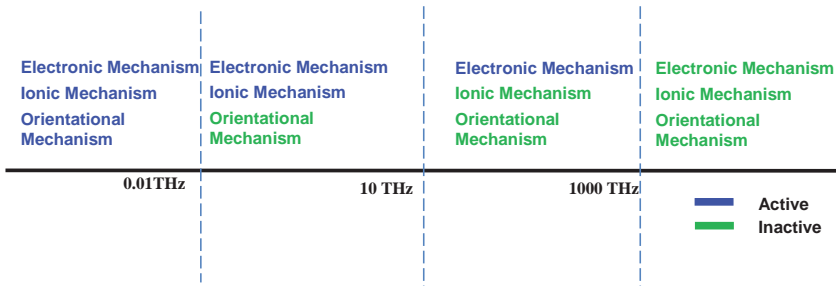 Electronic Mechanism
Ionic Mechanism
Orientational
Mechanism
Electronic Mechanism
Ionic Mechanism
Orientational
Mechanism
Electronic Mechanism
Ionic Mechanism
Orientational
Mechanism
Electronic Mechanism
Ionic Mechanism
Orientational
Mechanism
0.01THz
10 THz
1000 THz
Active
Inactive